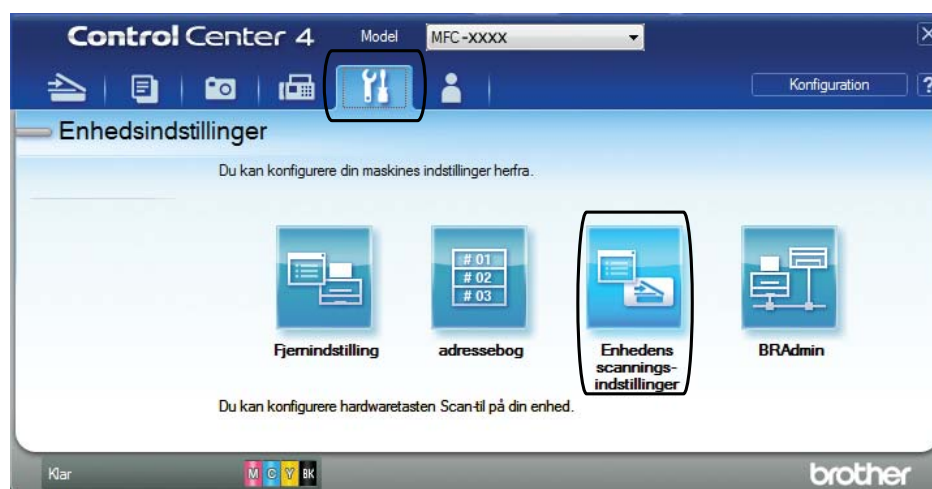 Control Center 4 Model MFC-XXXX
Konfiguration ?
Enhedsindstillinger
Du kan konfigurere din maskines indstillinger herfra.
# 01
# 02
# 03
Fjernindstilling adressebog Enhedens BRAdmin
scannings-
indstillinger
Du kan konfigurere hardwaretasten Scan-til på din enhed.
Klar M C Y BK brother